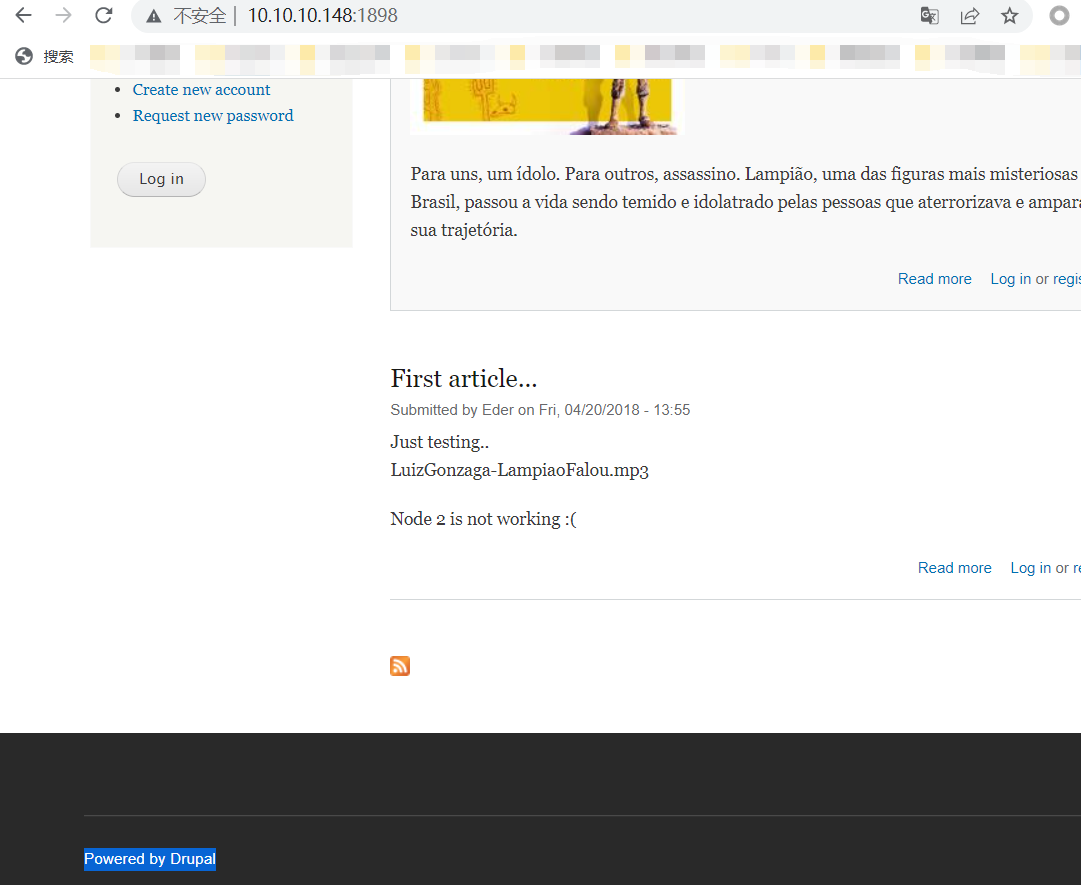 不安全 | 10.10.10.148:1898
搜索
Create new account
Request new password
Log in
Para uns, um ídolo. Para outros, assassino. Lampião, uma das figuras mais misteriosas
Brasil, passou a vida sendo temido e idolatrado pelas pessoas que aterrorizava e ampara
sua trajetória.
Read more Log in or regis
First article...
Submitted by Eder on Fri, 04/20/2018 - 13:55
Just testing..
LuizGonzaga-LampiaoFalou.mp3
Node 2 is not working :(
Read more Log in or re
Powered by Drupal